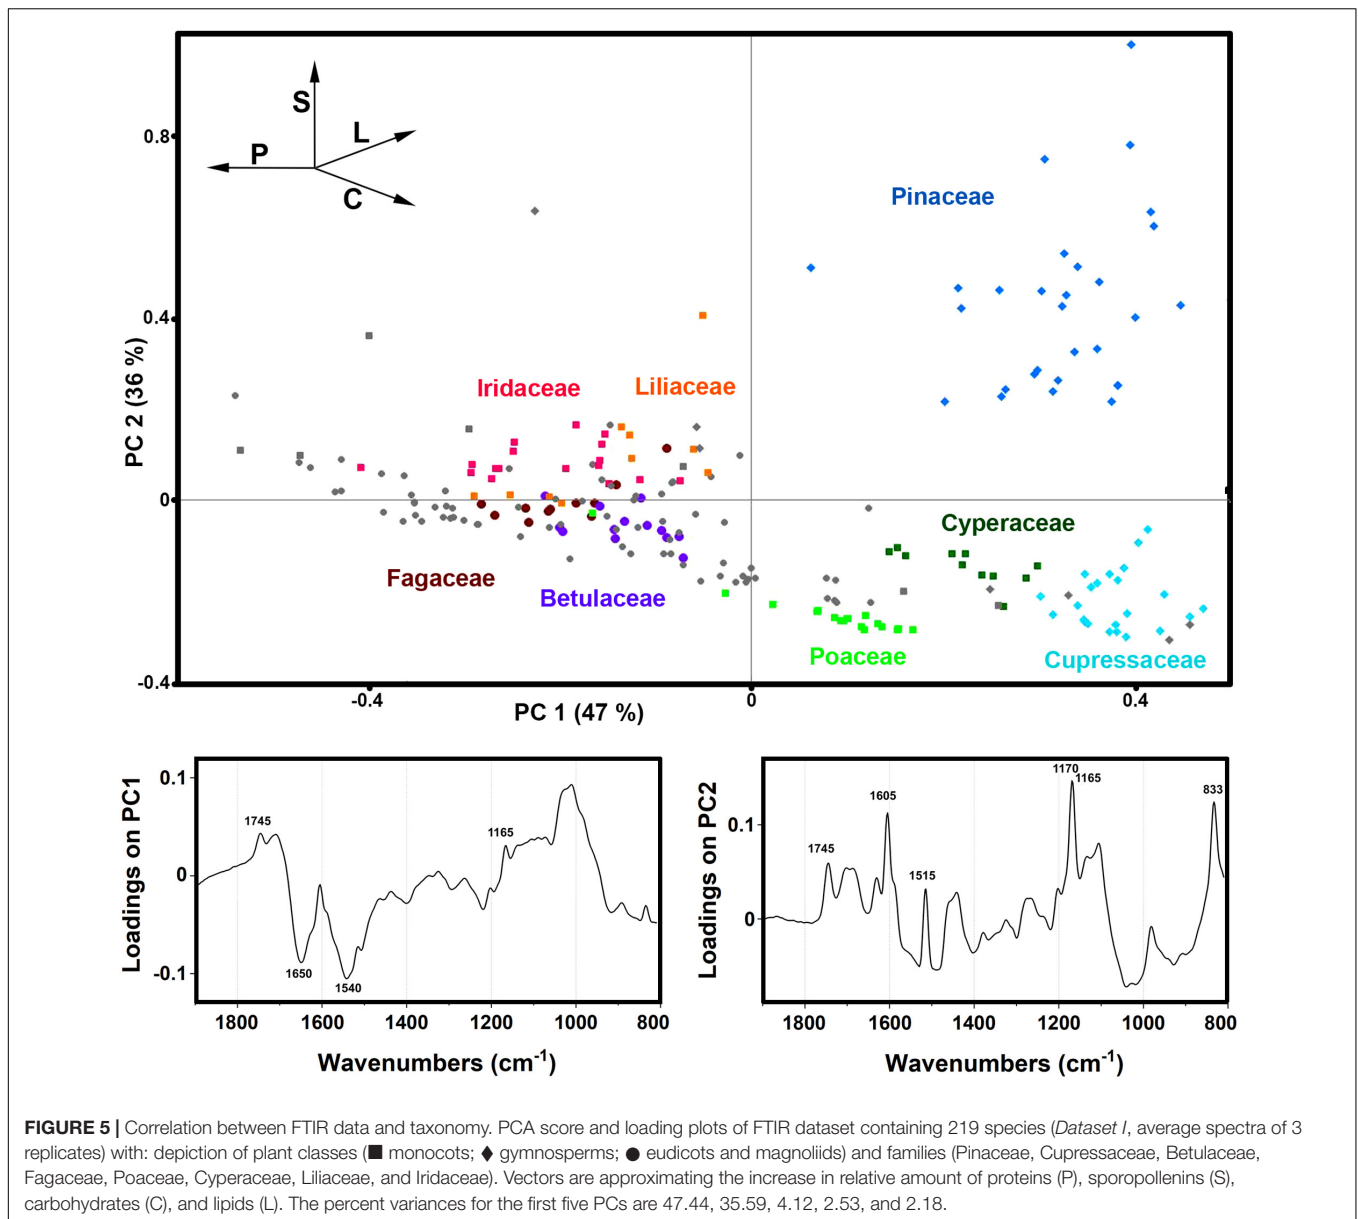 S
L
P
C
0.8
0.4
0
-0.4
PC 2 (36 %)
Pinaceae
Iridaceae
Liliaceae
Cyperaceae
Fagaceae
Betulaceae
Poaceae
Cupressaceae
-0.4
0
0.4
PC 1 (47 %)
Loadings on PC1
0.1
0
-0.1
1745
1165
1650
1540
1800 1600 1400 1200 1000 800
Wavenumbers (cm-1)
Loadings on PC2
0.1
0
1745
1605
1515
1170
1165
833
1800 1600 1400 1200 1000 800
Wavenumbers (cm-1)
FIGURE 5 | Correlation between FTIR data and taxonomy. PCA score and loading plots of FTIR dataset containing 219 species (Dataset I, average spectra of 3
replicates) with: depiction of plant classes (■ monocots; ♦ gymnosperms; ● eudicots and magnoliids) and families (Pinaceae, Cupressaceae, Betulaceae,
Fagaceae, Poaceae, Cyperaceae, Liliaceae, and Iridaceae). Vectors are approximating the increase in relative amount of proteins (P), sporopollenins (S),
carbohydrates (C), and lipids (L). The percent variances for the first five PCs are 47.44, 35.59, 4.12, 2.53, and 2.18.